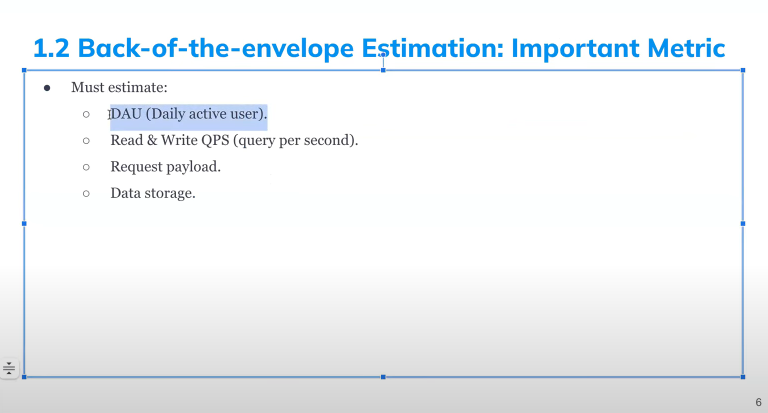 1.2 Back-of-the-envelope Estimation: Important Metric
● Must estimate:
○ DAU (Daily active user).
○ Read & Write QPS (query per second).
○ Request payload.
○ Data storage.
6